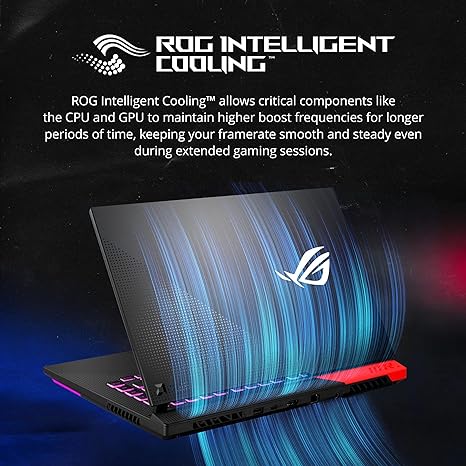 ROG INTELLIGENT
COOLING™
ROG Intelligent Cooling™ allows critical components like
the CPU and GPU to maintain higher boost frequencies for longer
periods of time, keeping your framerate smooth and steady even
during extended gaming sessions.